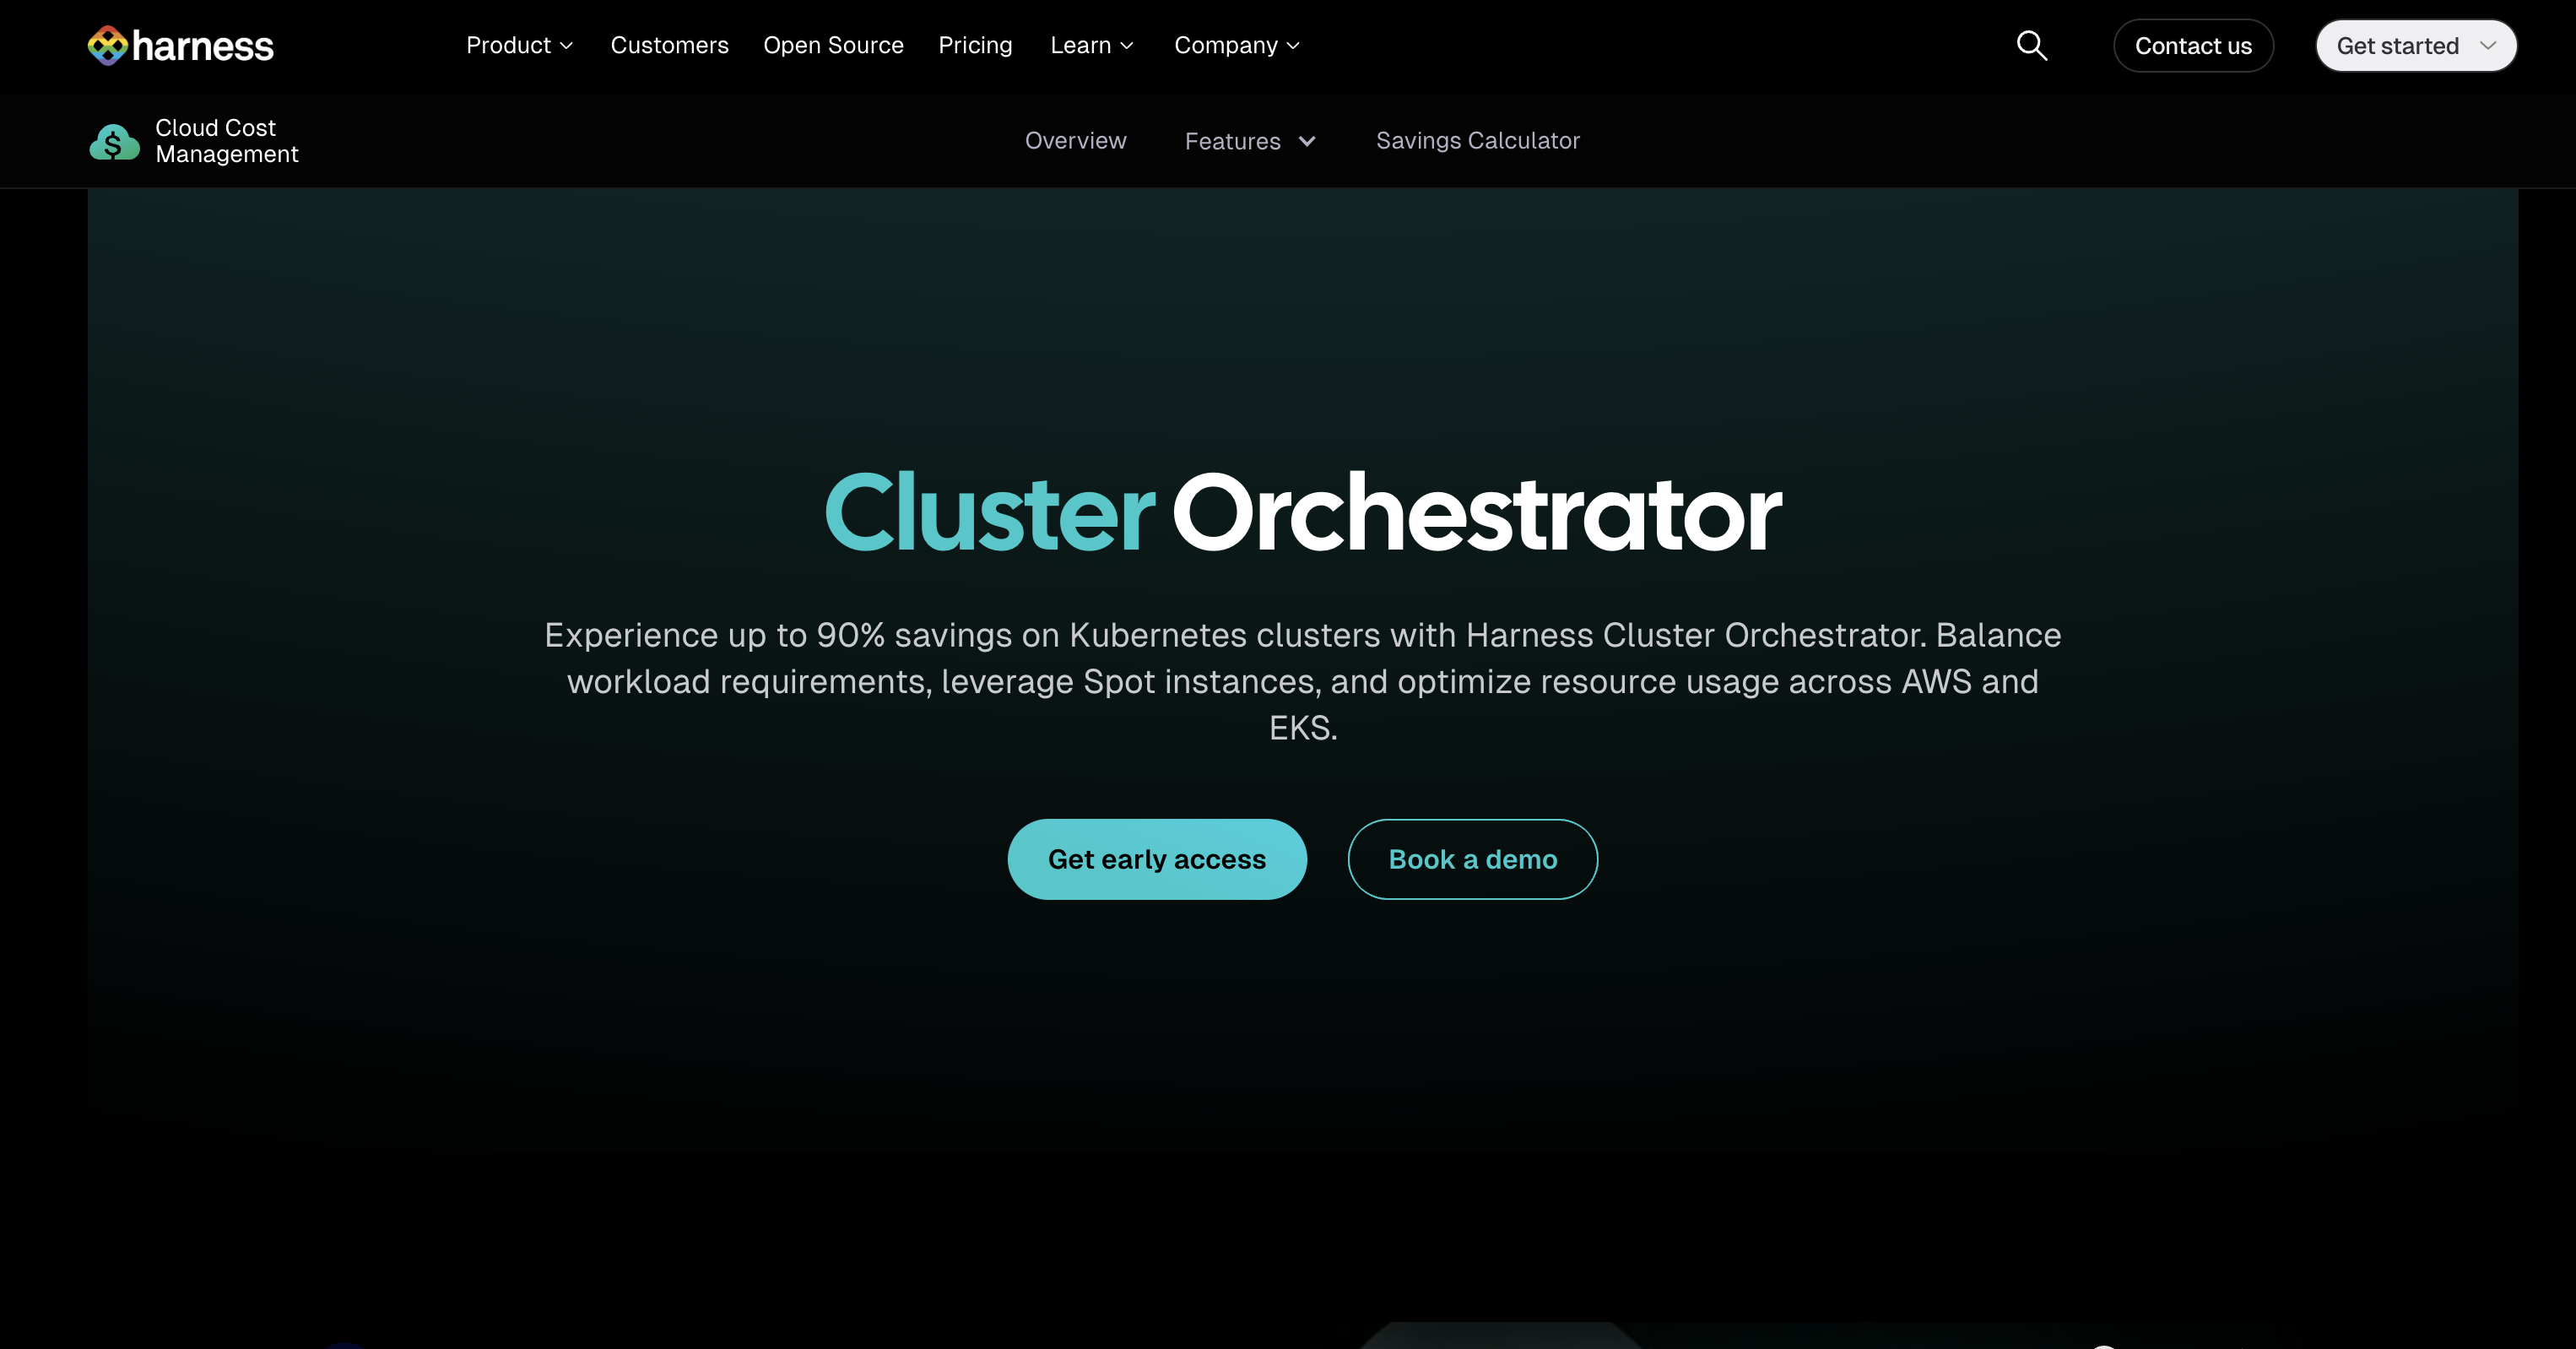 harness
Product
Customers
Open Source
Pricing
Learn
Company
Contact us
Get started
Cloud Cost
Management
Overview
Features
Savings Calculator
Cluster Orchestrator
Experience up to 90% savings on Kubernetes clusters with Harness Cluster Orchestrator. Balance
workload requirements, leverage Spot instances, and optimize resource usage across AWS and
EKS.
Get early access
Book a demo